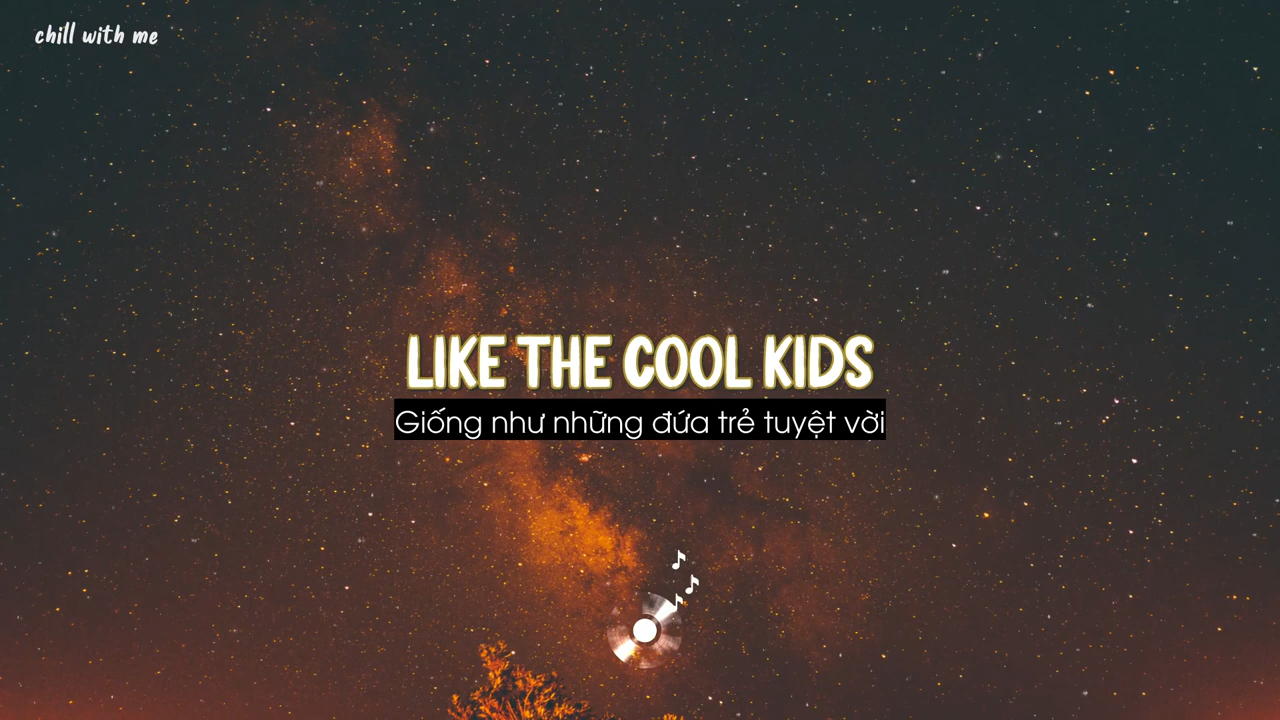 chill with me
LIKE THE COOL KIDS
Giống như những đứa trẻ tuyệt vời